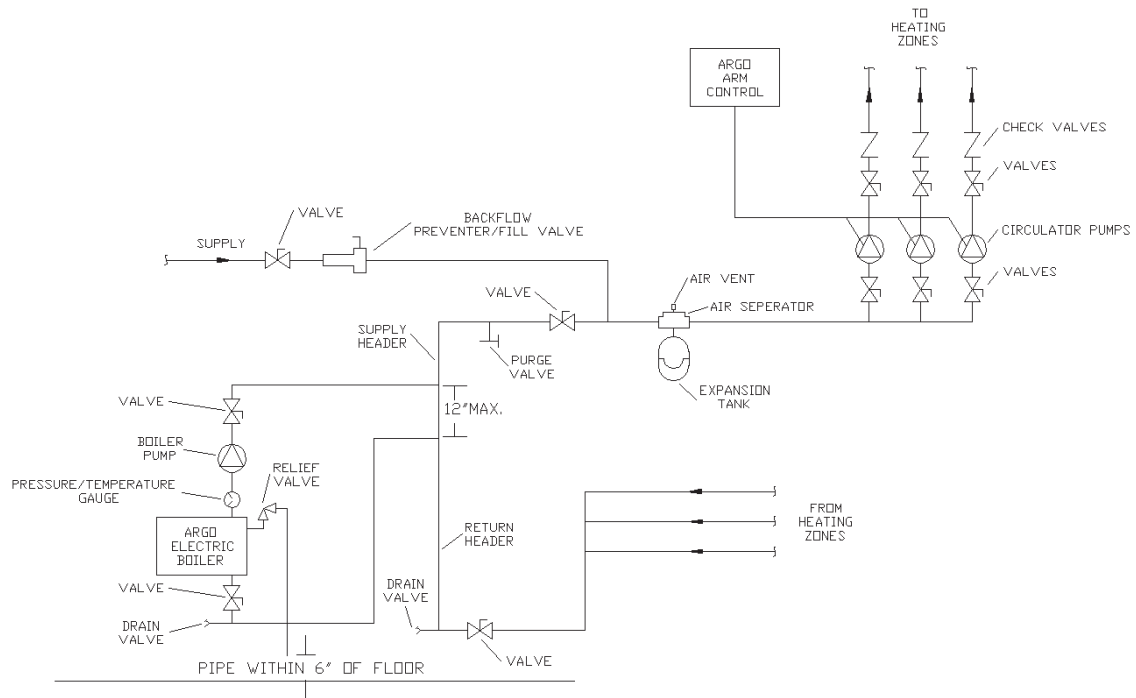 TO
HEATING
ZONES
ARGO
ARM
CONTROL
CHECK VALVES
VALVES
VALVE
BACKFLOW
PREVENTER/FILL VALVE
SUPPLY
CIRCULATOR PUMPS
AIR VENT
VALVES
VALVE
AIR SEPERATOR
SUPPLY
HEADER
PURGE
VALVE
EXPANSION
TANK
12"MAX.
VALVE
BOILER
PUMP
RELIEF
VALVE
PRESSURE/TEMPERATURE
GAUGE
FROM
HEATING
ZONES
ARGO
ELECTRIC
BOILER
RETURN
HEADER
VALVE
DRAIN
VALVE
DRAIN
VALVE
VALVE
PIPE WITHIN 6" OF FLOOR